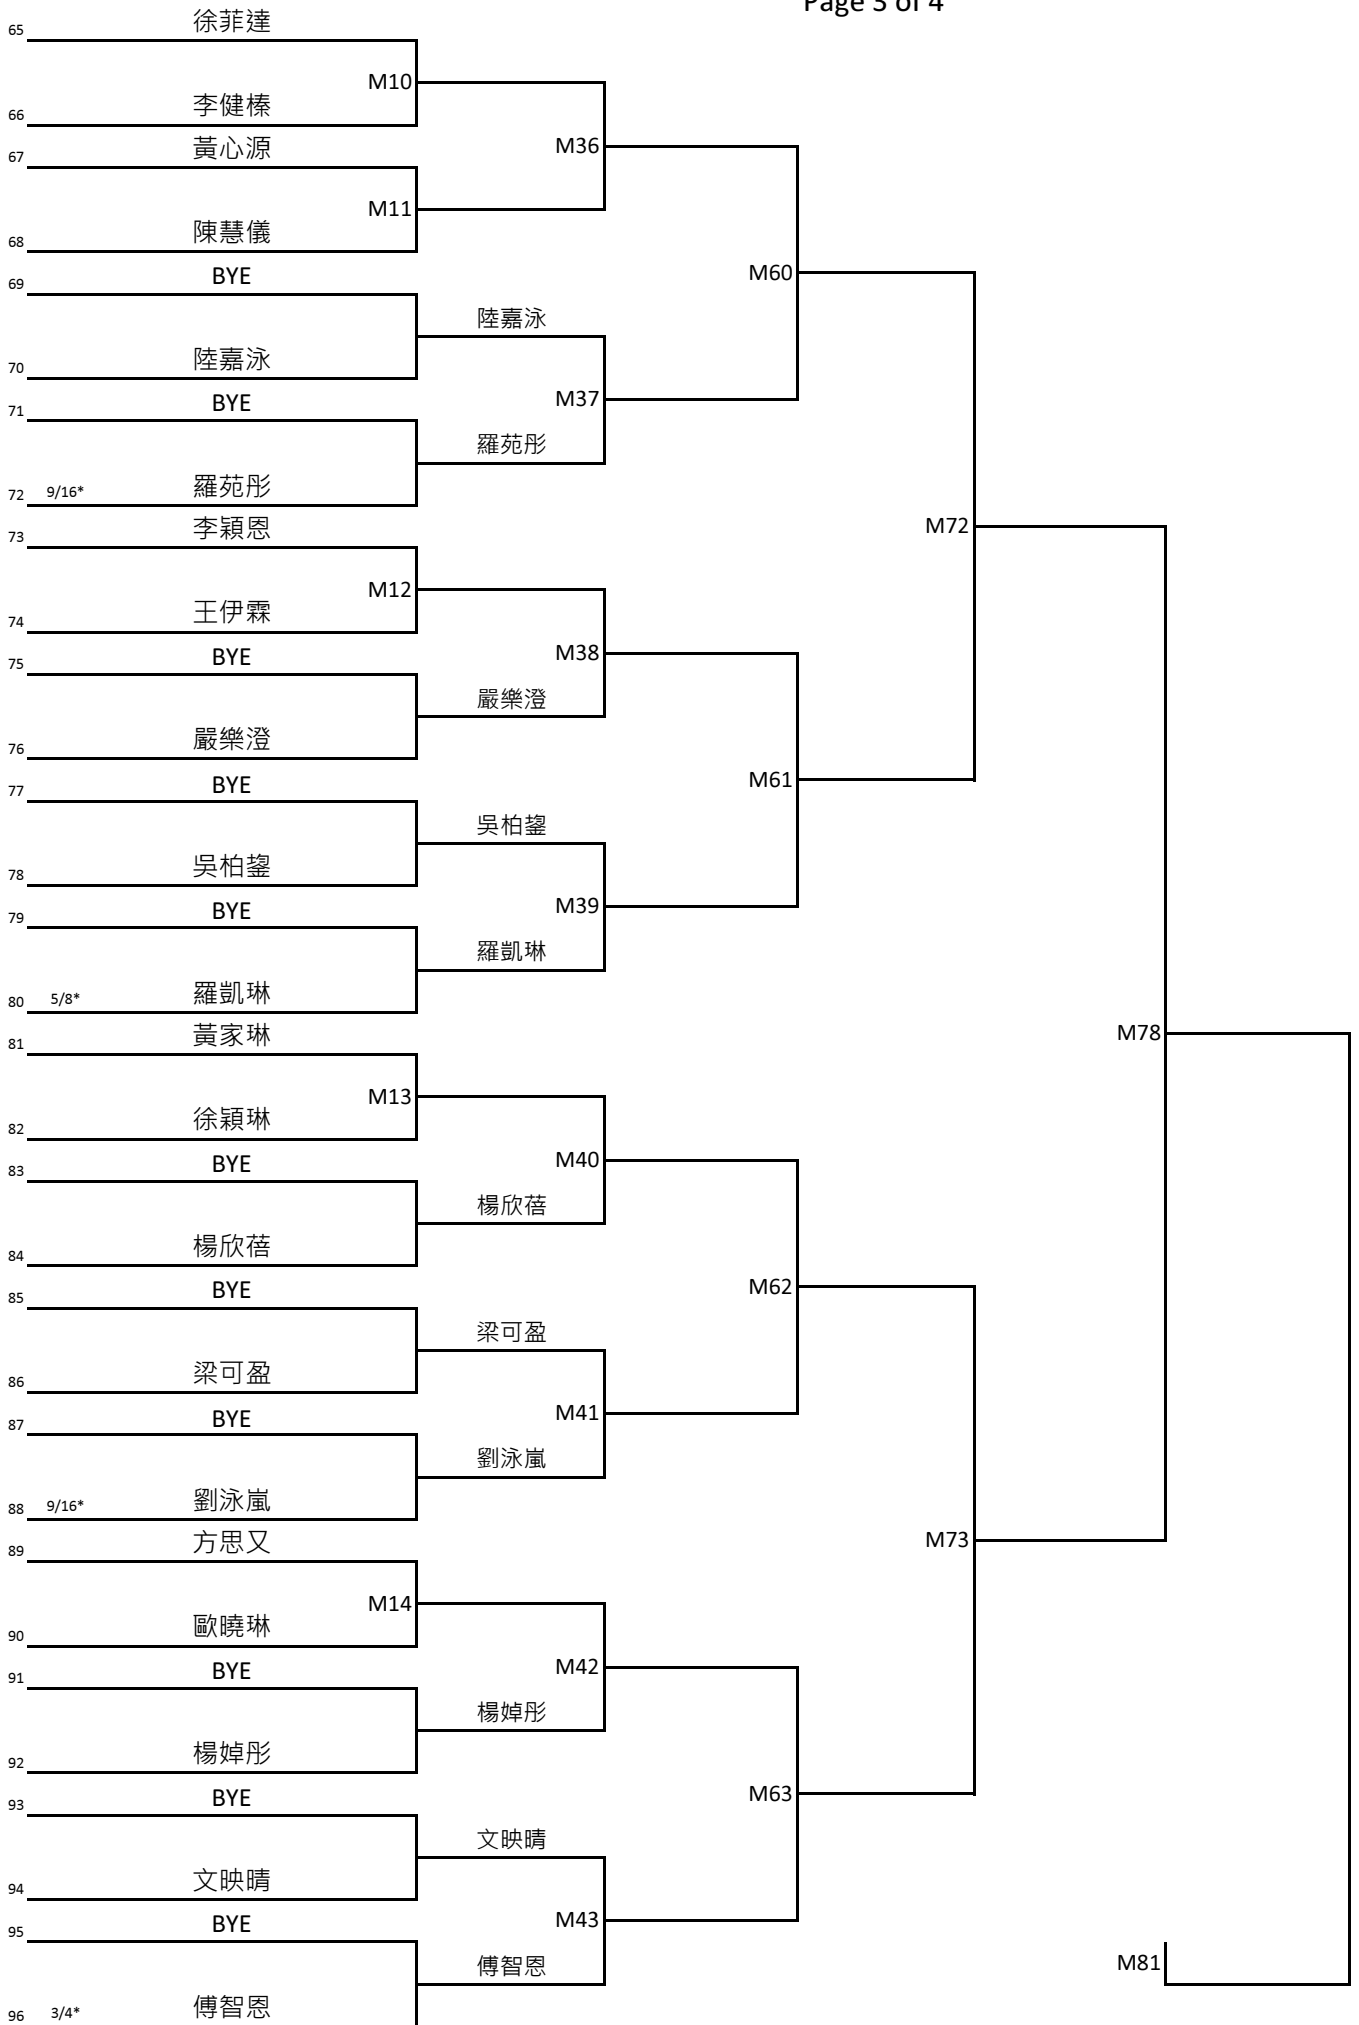 Page 3 of 4
65 徐菲達
M10
66 李健榛
M36
67 黃心源
M11
68 陳慧儀
M60
69 BYE
陸嘉泳
70 陸嘉泳
M37
71 BYE
羅苑彤
72 9/16* 羅苑彤
M72
73 李穎恩
M12
74 王伊霖
M38
75 BYE
嚴樂澄
76 嚴樂澄
M61
77 BYE
吳柏鋆
78 吳柏鋆
M39
79 BYE
羅凱琳
80 5/8* 羅凱琳
M78
81 黃家琳
M13
82 徐穎琳
M40
83 BYE
楊欣蓓
84 楊欣蓓
M62
85 BYE
梁可盈
86 梁可盈
M41
87 BYE
劉泳嵐
88 9/16* 劉泳嵐
M73
89 方思又
M14
90 歐曉琳
M42
91 BYE
楊婥彤
92 楊婥彤
M63
93 BYE
文映晴
94 文映晴
M43
95 BYE
傅智恩
M81
96 3/4* 傅智恩